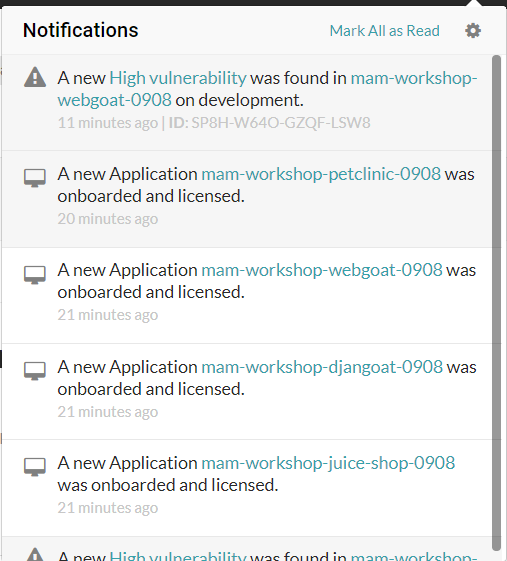 Notifications
Mark All as Read
A new High vulnerability was found in mam-workshop-
webgoat-0908 on development.
11 minutes ago | ID: SP8H-W64O-GZQF-LSW8
A new Application mam-workshop-petclinic-0908 was
onboarded and licensed.
20 minutes ago
A new Application mam-workshop-webgoat-0908 was
onboarded and licensed.
21 minutes ago
A new Application mam-workshop-djangoat-0908 was
onboarded and licensed.
21 minutes ago
A new Application mam-workshop-juice-shop-0908
was onboarded and licensed.
21 minutes ago
A new High vulnerability was found in mam-workshop-